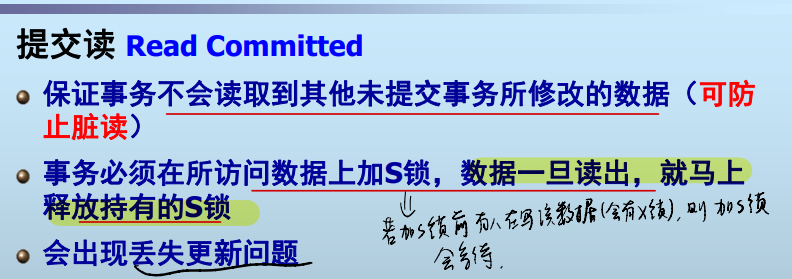 提交读 Read Committed
保证事务不会读取到其他未提交事务所修改的数据（可防
止脏读）
事务必须在所访问数据上加S锁，数据一旦读出，就马上
释放持有的S锁
若加S锁前有人在写该数据(会有X锁),则加S锁
会等待.
会出现丢失更新问题